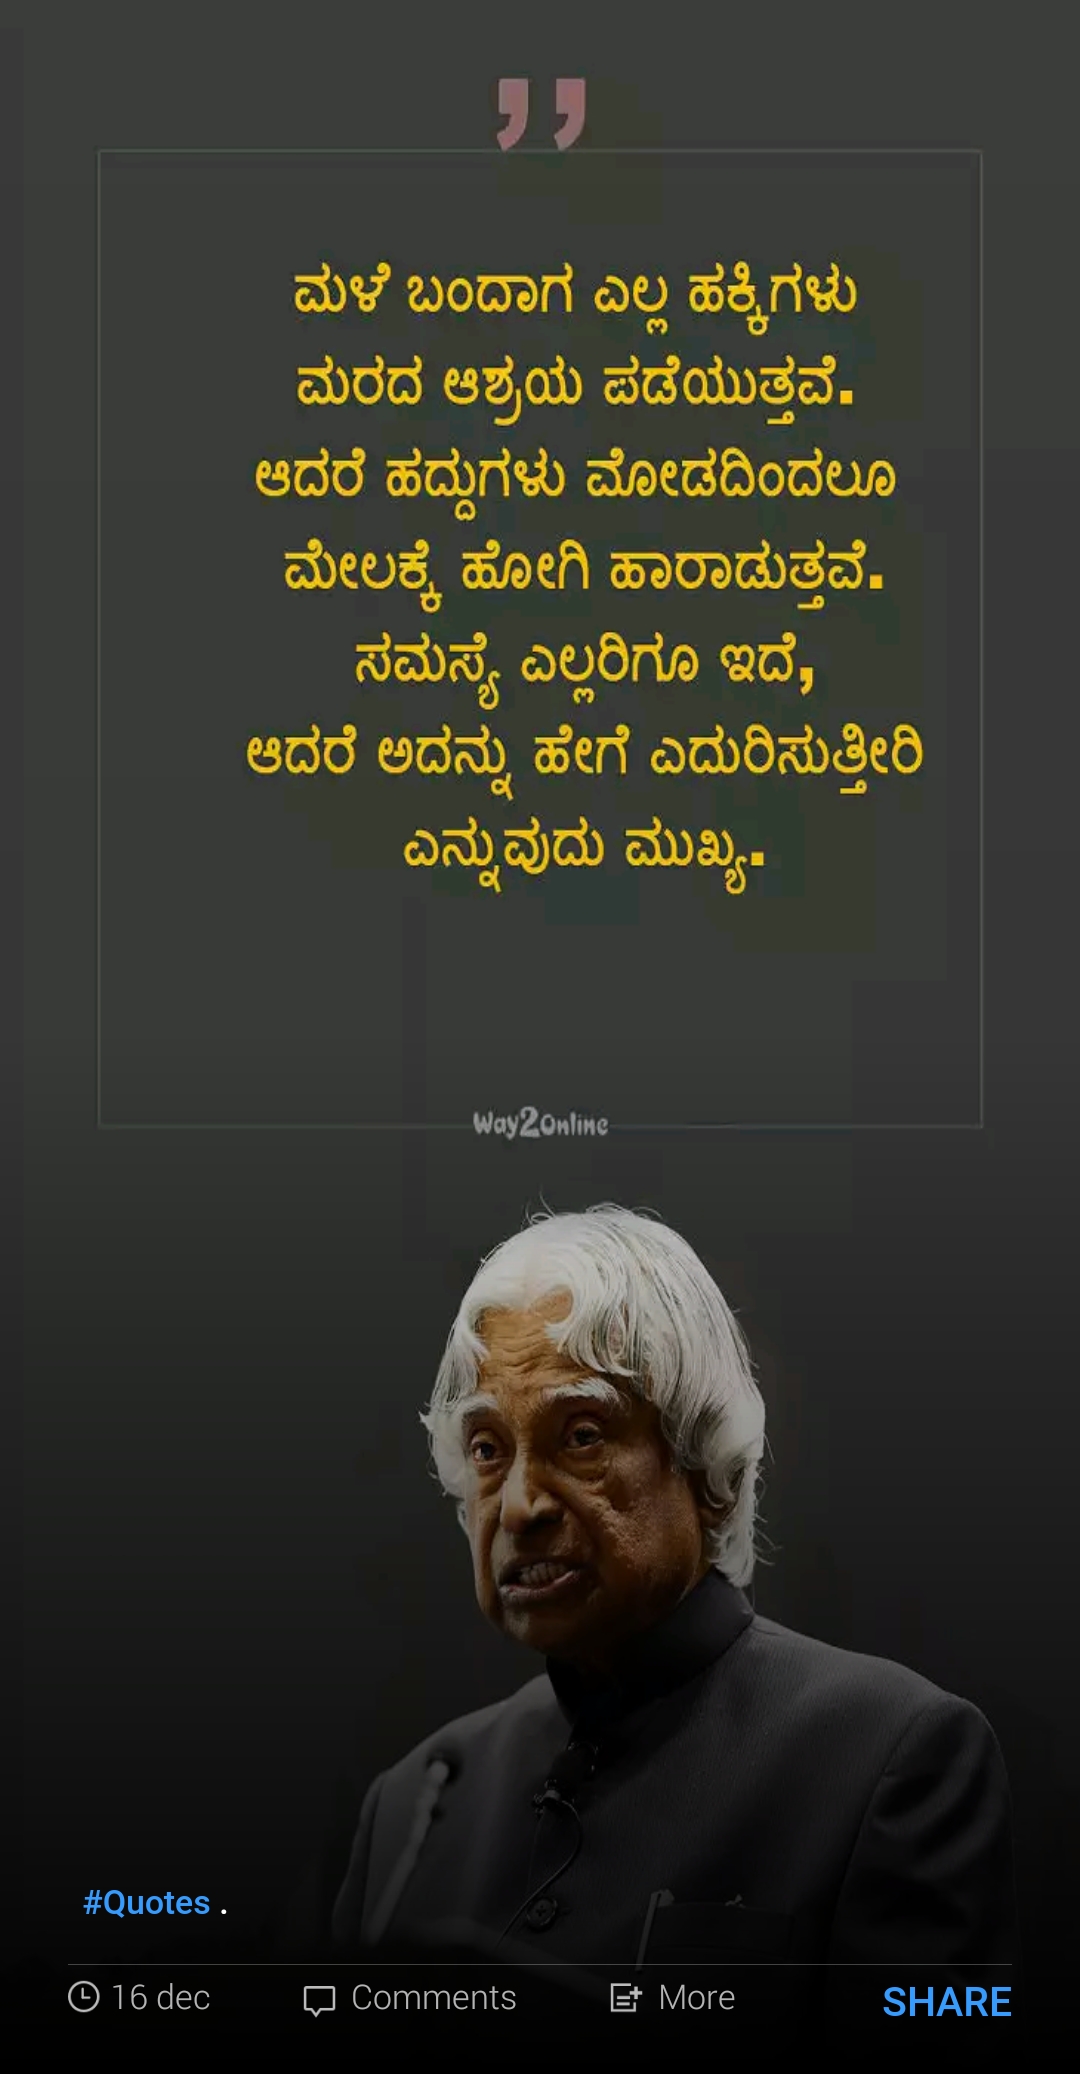 ”
ಮಳೆ ಬಂದಾಗ ಎಲ್ಲ ಹಕ್ಕಿಗಳು
ಮರದ ಆಶ್ರಯ ಪಡೆಯುತ್ತವೆ.
ಆದರೆ ಹದ್ದುಗಳು ಮೋಡದಿಂದಲೂ
ಮೇಲಕ್ಕೆ ಹೋಗಿ ಹಾರಾಡುತ್ತವೆ.
ಸಮಸ್ಯೆ ಎಲ್ಲರಿಗೂ ಇದೆ,
ಆದರೆ ಅದನ್ನು ಹೇಗೆ ಎದುರಿಸುತ್ತೀರಿ
ಎನ್ನುವುದು ಮುಖ್ಯ.
Way2Online
#Quotes .
16 dec Comments More SHARE